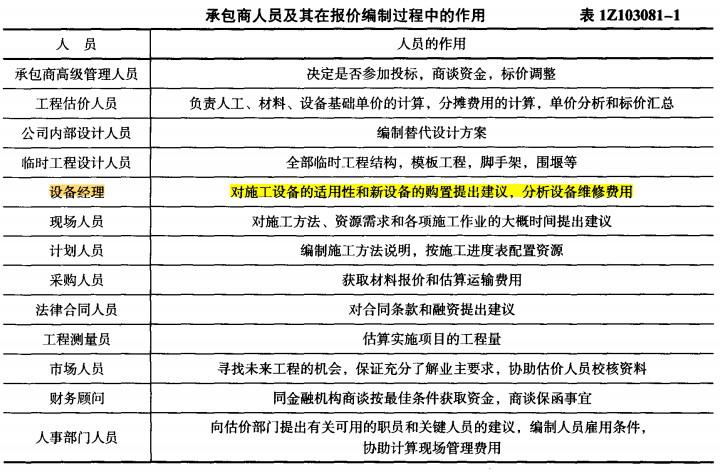 承包商人员及其在报价编制过程中的作用 表 1Z103081-1
人 员 人员的作用
承包商高级管理人员 决定是否参加投标，商谈资金，标价调整
工程估价人员 负责人工、材料、设备基础单价的计算，分摊费用的计算，单价分析和标价汇总
公司内部设计人员 编制替代设计方案
临时工程设计人员 全部临时工程结构，模板工程，脚手架，围堰等
设备经理 对施工设备的适用性和新设备的购置提出建议，分析设备维修费用
现场人员 对施工方法、资源需求和各项施工作业的大概时间提出建议
计划人员 编制施工方法说明，按施工进度表配置资源
采购人员 获取材料报价和估算运输费用
法律合同人员 对合同条款和融资提出建议
工程测量员 估算实施项目的工程量
市场人员 寻找未来工程的机会，保证充分了解业主要求，协助估价人员校核资料
财务顾问 同金融机构商谈按最佳条件获取资金，商谈保函事宜
人事部门人员 向估价部门提出有关可用的职员和关键人员的建议，编制人员雇用条件，
协助计算现场管理费用